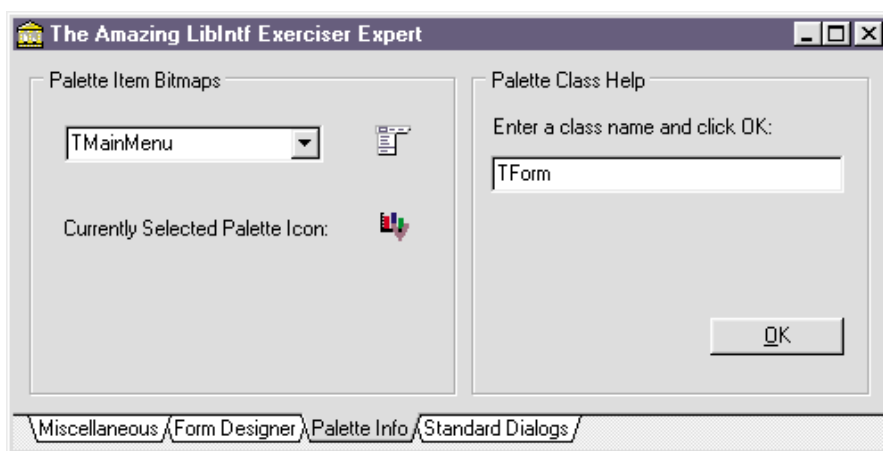 The Amazing LibIntf Exerciser Expert
Palette Item Bitmaps
TMainMenu
Currently Selected Palette Icon:
Palette Class Help
Enter a class name and click OK:
TForm
OK
Miscellaneous Form Designer Palette Info Standard Dialogs